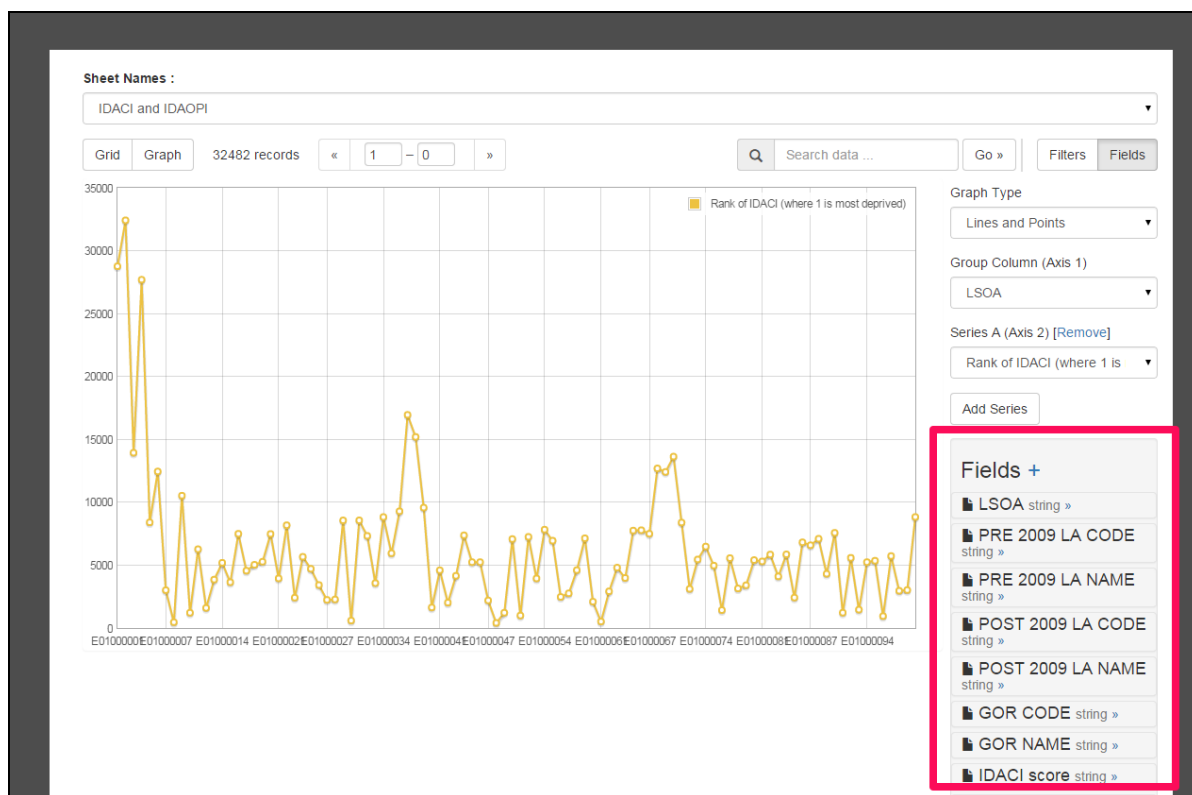 Sheet Names :
IDACI and IDAOPI
Grid Graph 32482 records « 1 – 0 » Search data ... Go » Filters Fields
35000
30000
25000
20000
15000
10000
5000
0
Rank of IDACI (where 1 is most deprived)
E01000001 E01000007 E01000014 E01000021 E01000027 E01000034 E01000041 E01000047 E01000054 E01000061 E01000067 E01000074 E01000081 E01000087 E01000094
Graph Type
Lines and Points
Group Column (Axis 1)
LSOA
Series A (Axis 2) [Remove]
Rank of IDACI (where 1 is
Add Series
Fields +
LSOA string »
PRE 2009 LA CODE
string »
PRE 2009 LA NAME
string »
POST 2009 LA CODE
string »
POST 2009 LA NAME
string »
GOR CODE string »
GOR NAME string »
IDACI score string »